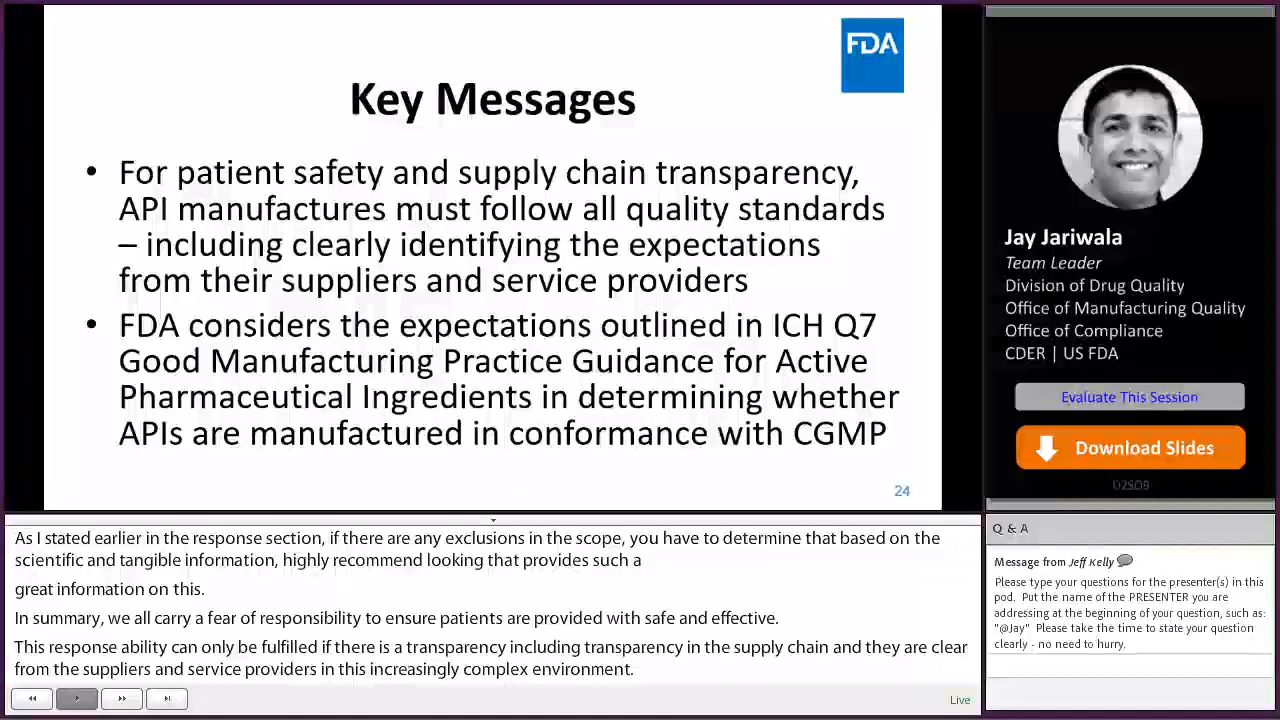 FDA
Key Messages
• For patient safety and supply chain transparency,
API manufactures must follow all quality standards
– including clearly identifying the expectations
from their suppliers and service providers
• FDA considers the expectations outlined in ICH Q7
Good Manufacturing Practice Guidance for Active
Pharmaceutical Ingredients in determining whether
APIs are manufactured in conformance with CGMP
24
Jay Jariwala
Team Leader
Division of Drug Quality
Office of Manufacturing Quality
Office of Compliance
CDER | US FDA
Evaluate This Session
Download Slides
D2S09
As I stated earlier in the response section, if there are any exclusions in the scope, you have to determine that based on the
scientific and tangible information, highly recommend looking that provides such a
great information on this.
In summary, we all carry a fear of responsibility to ensure patients are provided with safe and effective.
This response ability can only be fulfilled if there is a transparency including transparency in the supply chain and they are clear
from the suppliers and service providers in this increasingly complex environment.
Live
Q & A
Message from Jeff Kelly
Please type your questions for the presenter(s) in this
pod. Put the name of the PRESENTER you are
addressing at the beginning of your question, such as:
"@Jay" Please take the time to state your question
clearly - no need to hurry.